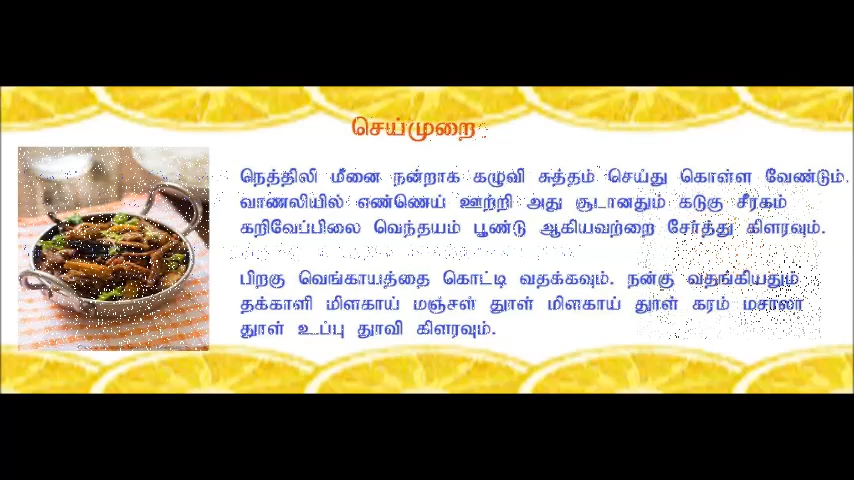 செய்முறை :
நெத்திலி மீனை நன்றாக கழுவி சுத்தம் செய்து கொள்ள வேண்டும்.
வாணலியில் எண்ணெய் ஊற்றி அது சூடானதும் கடுகு சீரகம்
கறிவேப்பிலை வெந்தயம் பூண்டு ஆகியவற்றை சேர்த்து கிளரவும்.
பிறகு வெங்காயத்தை கொட்டி வதக்கவும். நன்கு வதங்கியதும்
தக்காளி மிளகாய் மஞ்சள் தூள் மிளகாய் தூள் கரம் மசாலா
தூள் உப்பு தூவி கிளரவும்.